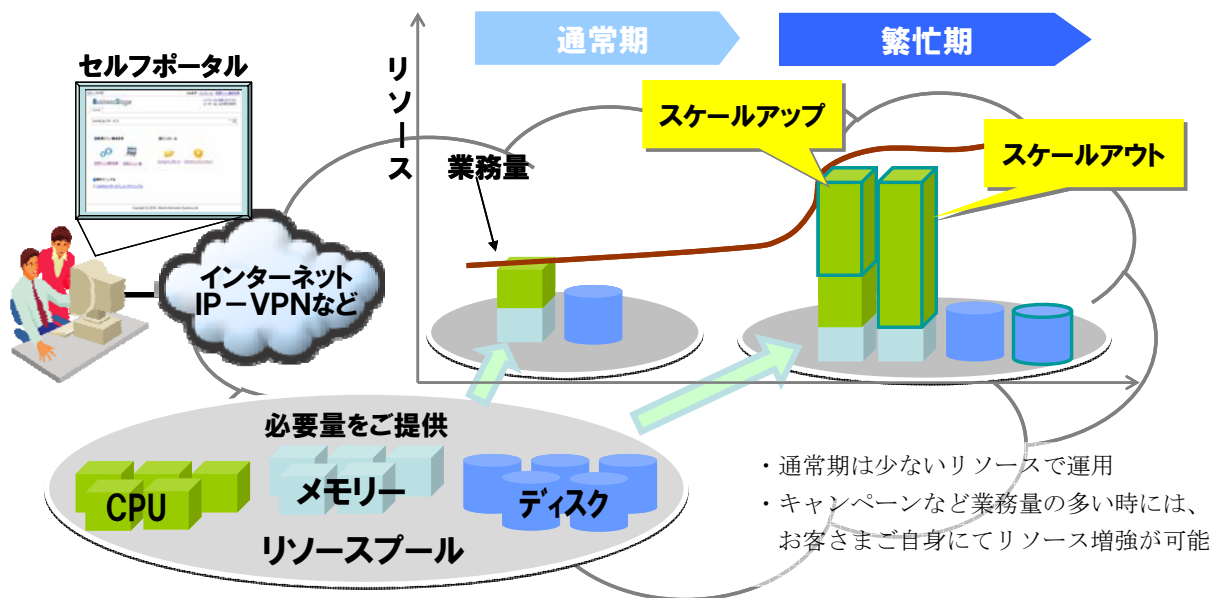 セルフポータル
BusinessStage
インターネット
IP－VPNなど
リソース
通常期
繁忙期
業務量
スケールアップ
スケールアウト
必要量をご提供
CPU
メモリー
ディスク
リソースプール
・通常期は少ないリソースで運用
・キャンペーンなど業務量の多い時には、
お客さまご自身にてリソース増強が可能